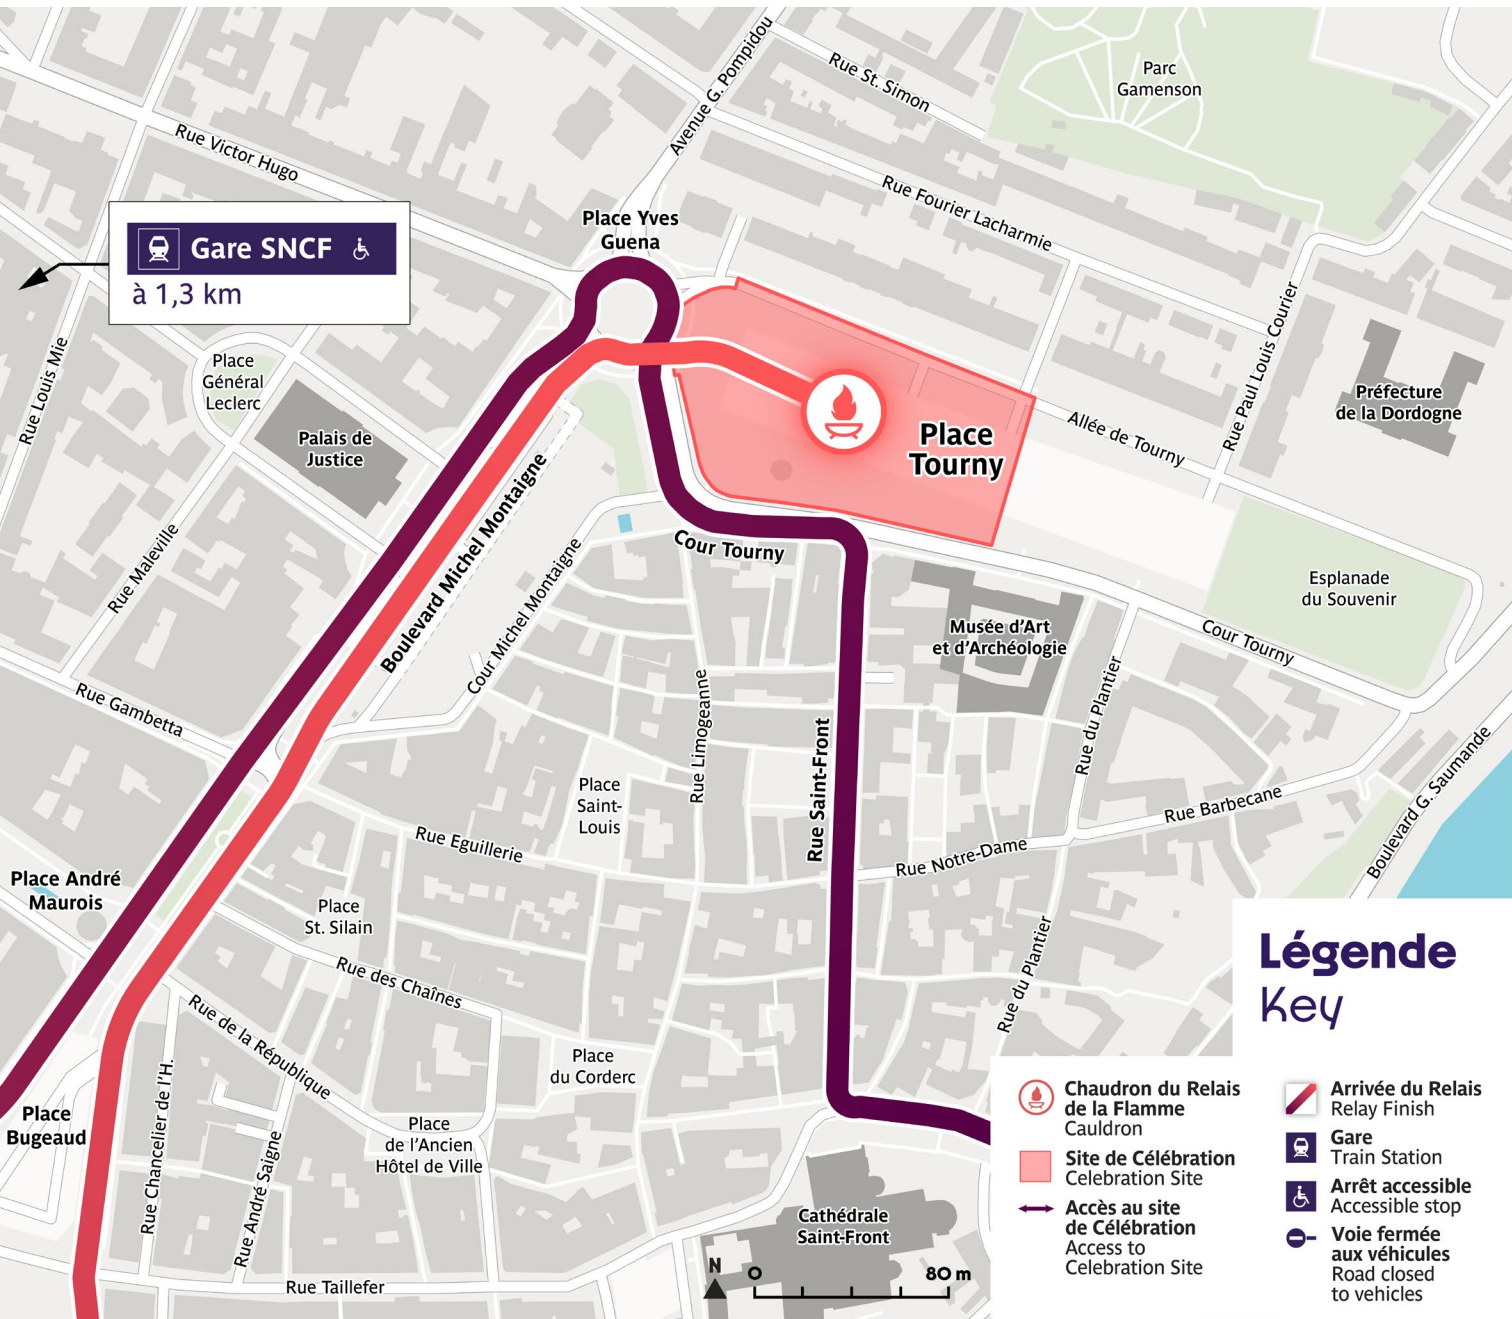 Parc
Gamenson
Rue St. Simon
Avenue G. Pompidou
Rue Victor Hugo
Rue Fourier Lacharmie
Place Yves
Guena
Gare SNCF
à 1,3 km
Rue Louis Mie
Place
Général
Leclerc
Palais de
Justice
Rue Paul Louis Courier
Préfecture
de la Dordogne
Allée de Tourny
Place
Tourny
Boulevard Michel Montaigne
Rue Maleville
Cour Tourny
Cour Michel Montaigne
Esplanade
du Souvenir
Musée d'Art
et d'Archéologie
Cour Tourny
Rue Gambetta
Rue Limogeanne
Rue Saint-Front
Rue du Plantier
Place
Saint-
Louis
Rue Eguillerie
Rue Notre-Dame
Rue Barbecane
Boulevard G. Saumande
Place André
Maurois
Place
St. Silain
Rue des Chaînes
Rue du Plantier
Rue de la République
Place
du Corderc
Place
Bugeaud
Rue Chancelier de l'H.
Rue André Saigne
Place
de l'Ancien
Hôtel de Ville
Rue Taillefer
Cathédrale
Saint-Front
N
0 80 m
Légende
Key
Chaudron du Relais
de la Flamme
Cauldron
Site de Célébration
Celebration Site
Accès au site
de Célébration
Access to
Celebration Site
Arrivée du Relais
Relay Finish
Gare
Train Station
Arrêt accessible
Accessible stop
Voie fermée
aux véhicules
Road closed
to vehicles